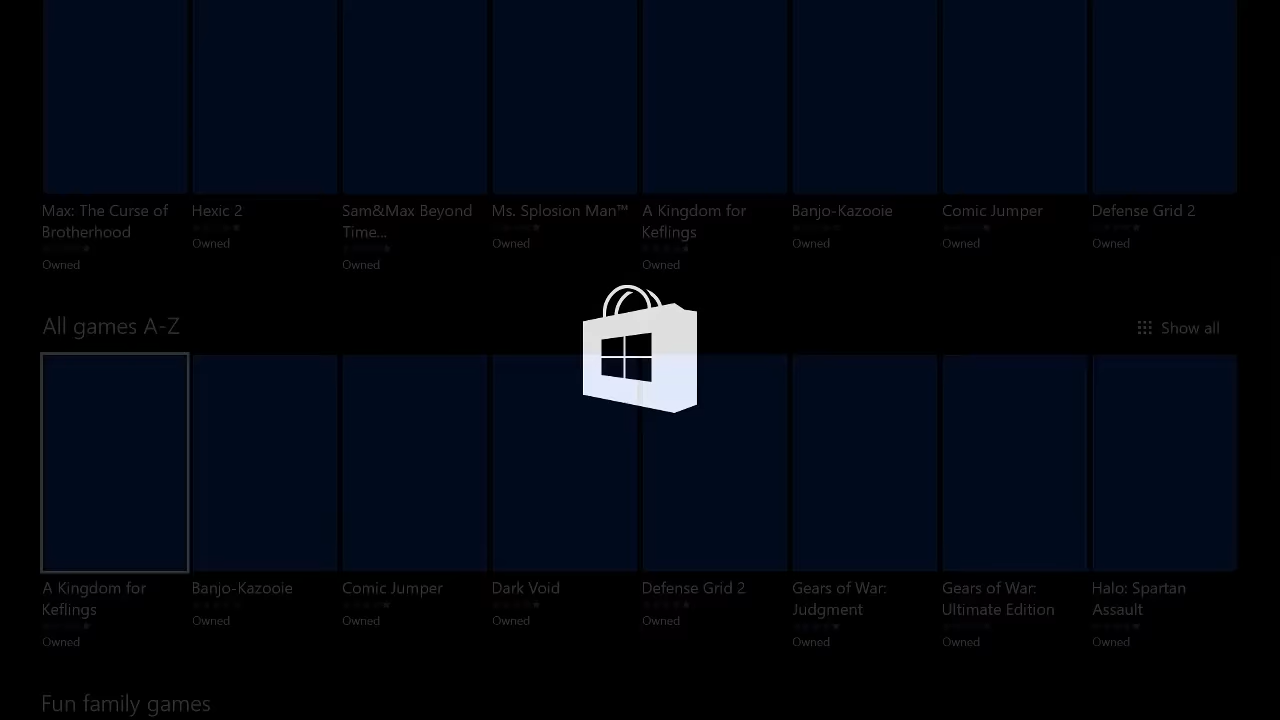 Max: The Curse of Brotherhood
Owned
Hexic 2
Owned
Sam&Max Beyond Time...
Owned
Ms. Splosion Man™
Owned
A Kingdom for Keflings
Owned
Banjo-Kazooie
Owned
Comic Jumper
Owned
Defense Grid 2
Owned
All games A-Z
Show all
A Kingdom for Keflings
Owned
Banjo-Kazooie
Owned
Comic Jumper
Owned
Dark Void
Owned
Defense Grid 2
Owned
Gears of War: Judgment
Owned
Gears of War: Ultimate Edition
Owned
Halo: Spartan Assault
Owned
Fun family games